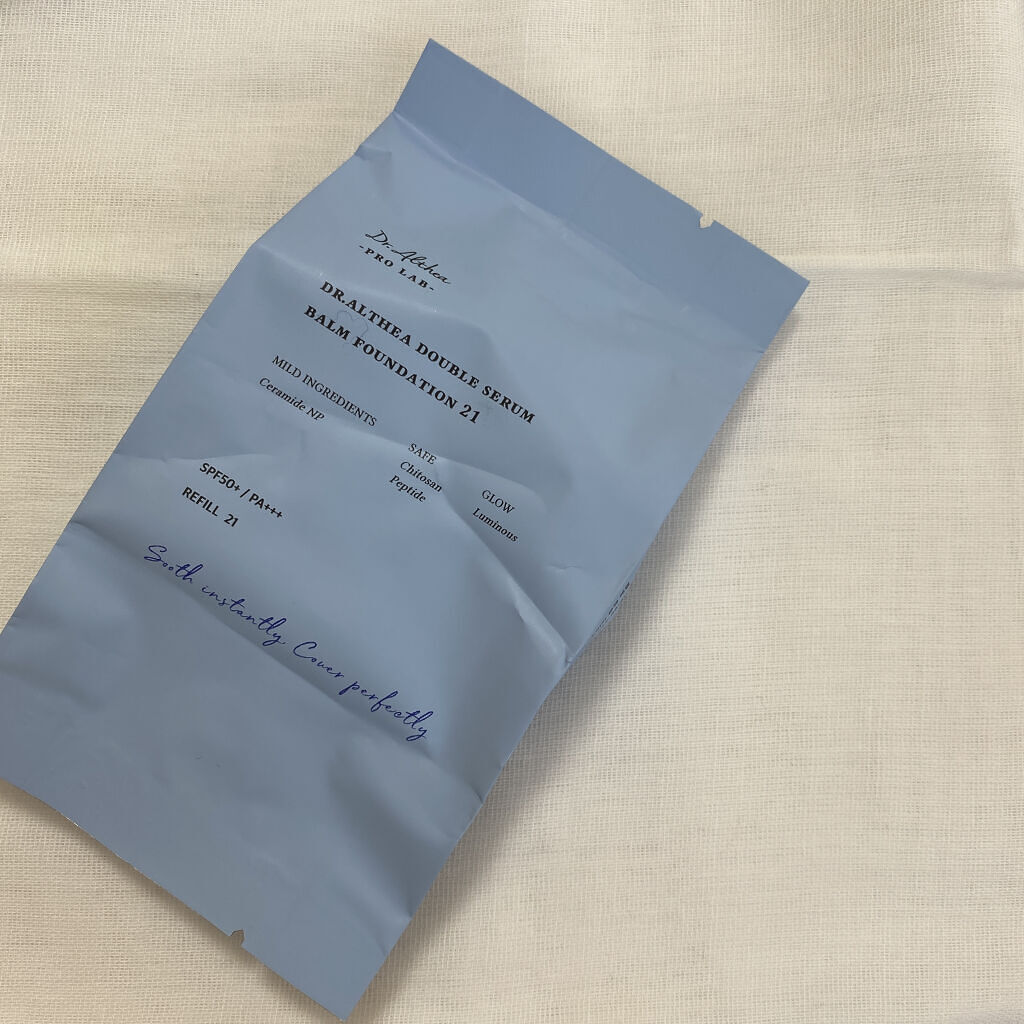 Dr.Althea
-PRO LAB-
DR.ALTHEA DOUBLE SERUM
BALM FOUNDATION 21
MILD INGREDIENTS
Ceramide NP
SAFE
Chitosan
Peptide
GLOW
Luminous
SPF50+ / PA+++
REFILL 21
Sooth instantly. Cover perfectly